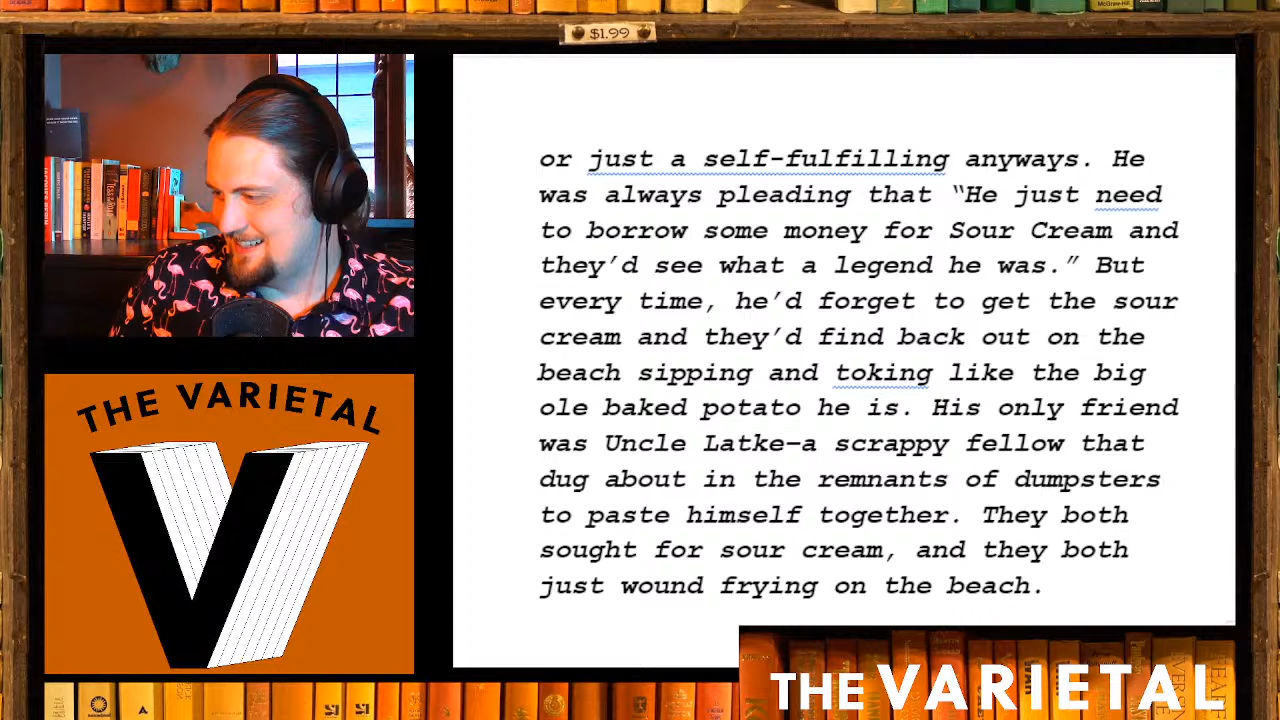 McGraw-Hill
$1.99
or just a self-fulfilling anyways. He
was always pleading that “He just need
to borrow some money for Sour Cream and
they’d see what a legend he was.” But
every time, he’d forget to get the sour
cream and they’d find back out on the
beach sipping and toking like the big
ole baked potato he is. His only friend
was Uncle Latke–a scrappy fellow that
dug about in the remnants of dumpsters
to paste himself together. They both
sought for sour cream, and they both
just wound frying on the beach.
THE VARIETAL
V
THE VARIETAL